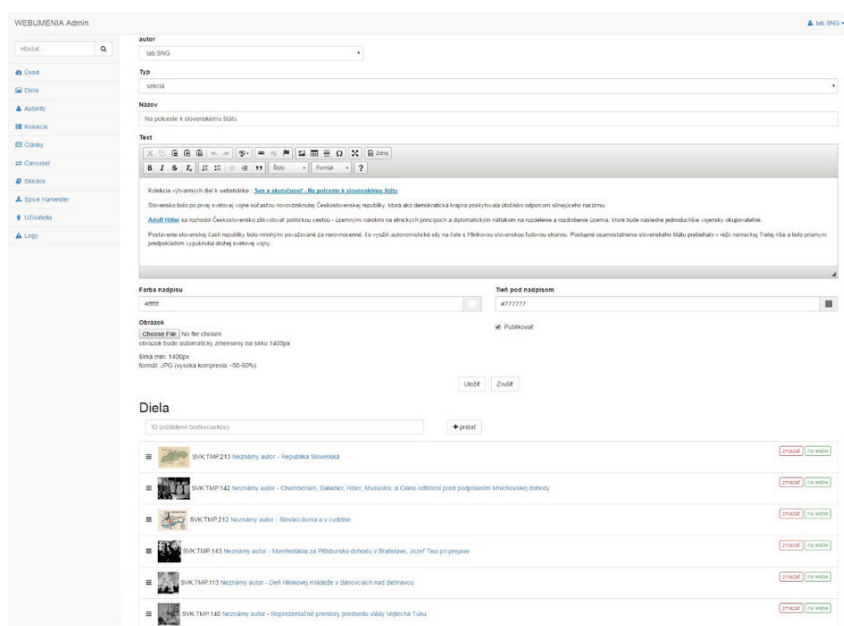 WEBUMENIA Admin
lab SNG
Hľadať...
Úvod
Diela
Autority
Kolekcie
Články
Carousel
Skicáre
Spice Harvester
Užívatelia
Logy
autor
lab.SNG
Typ
sekcia
Názov
Na polceste k slovenskému štátu
Text
Zdroj
B I S Tx Štýly Formát ?
Kolekcia výtvarných diel k webstránke : Sen a skutočnosť - Na polceste k slovenskému štátu
Slovensko bolo po prvej svetovej vojne súčasťou novovzniknutej Československej republiky, ktorá ako demokratická krajina poskytovala útočisko odporcom silnejúceho nacizmu.
Adolf Hitler sa rozhodol Československo zlikvidovať politickou cestou - územnými nárokmi na etnických princípoch a diplomatickým nátlakom na rozdelenie a rozdrobenie územia, ktoré bude následne jednoduchšie vojensky okupovateľné.
Postavenie slovenskej časti republiky bolo mnohými považované za nerovnocenné, čo využili autonomistické sily na čele s Hlinkovou slovenskou ľudovou stranou. Postupné osamostatnenie slovenského štátu prebiehalo v réžii nemeckej Tretej ríše a bolo priamym
predpokladom vypuknutia druhej svetovej vojny.
Farba nadpisu
#ffffff
Tieň pod nadpisom
#777777
Obrázok
Choose File No file chosen
obrázok bude automaticky zmenšený na šírku 1400px
šírka min: 1400px
formát: JPG (vysoká kompresia ~50-60%)
Publikovať
Uložiť Zrušiť
Diela
ID (oddelené bodkočiarkou)
pridať
SVK:TMP.213 Neznámy autor - Republika Slovenská
zmazať na webe
SVK:TMP.142 Neznámy autor - Chamberlain, Daladier, Hitler, Mussolini, a Ciano odfotení pred podpísaním Mníchovskej dohody
zmazať na webe
SVK:TMP.212 Neznámy autor - Slováci doma a v cudzine
zmazať na webe
SVK:TMP.143 Neznámy autor - Manifestácia za Pittsburskú dohodu v Bratislave, Jozef Tiso pri prejave
zmazať na webe
SVK:TMP.113 Neznámy autor - Deň Hlinkovej mládeže v Bánovciach nad Bebravou
zmazať na webe
SVK:TMP.140 Neznámy autor - Reprezentačné priestory predsedu vlády Vojtecha Tuku
zmazať na webe